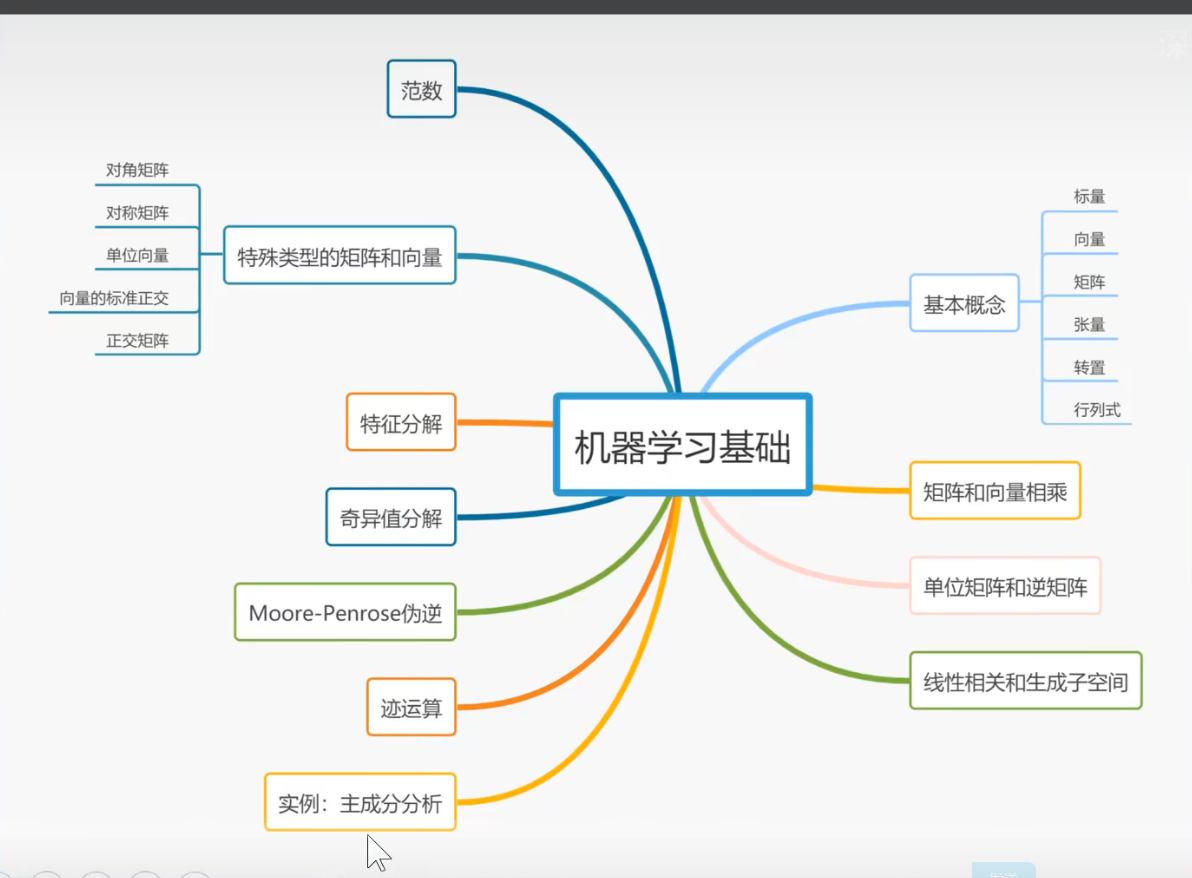 机器学习基础
基本概念
标量
向量
矩阵
张量
转置
行列式
矩阵和向量相乘
单位矩阵和逆矩阵
线性相关和生成子空间
范数
特殊类型的矩阵和向量
对角矩阵
对称矩阵
单位向量
向量的标准正交
正交矩阵
特征分解
奇异值分解
Moore-Penrose伪逆
迹运算
实例：主成分分析